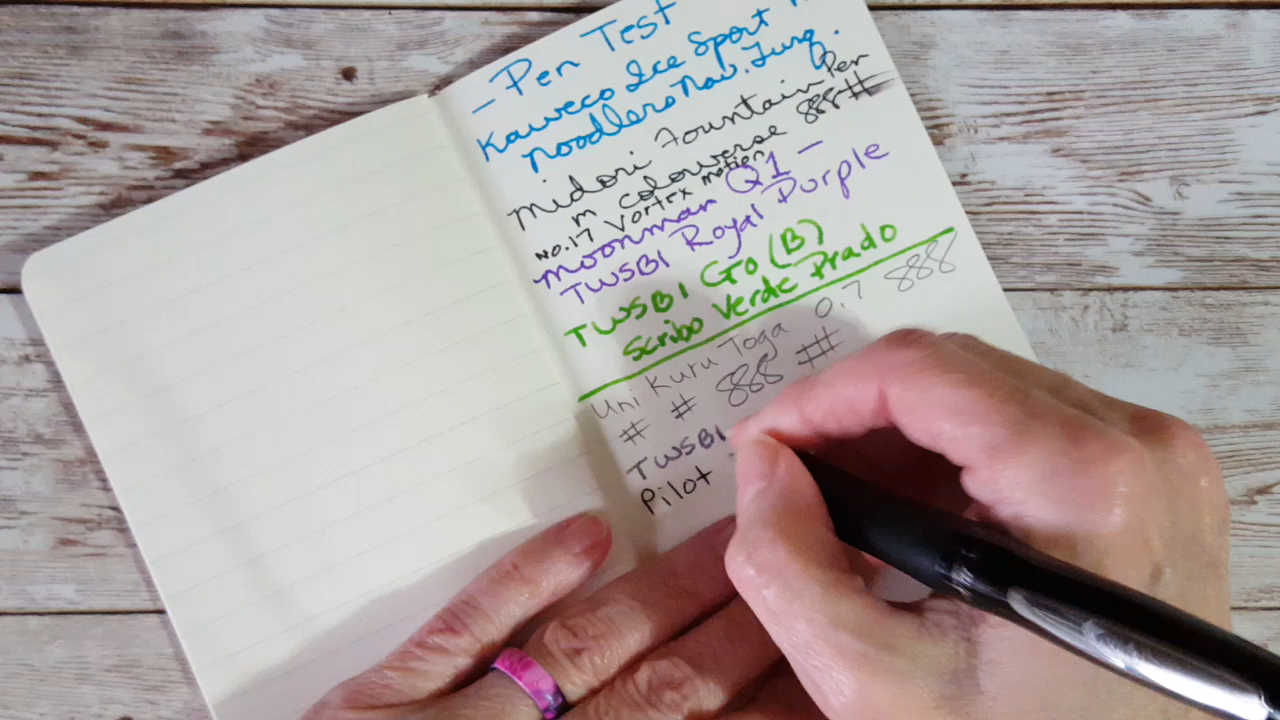 - Pen Test
Kaweco Ice Sport
noodlers Nav. Turq.
Midori Fountain Pen
m colorverse 888 #
No.17 Vortex motion
moonman Q1 -
TWSBI Royal Purple
TWSBI GO (B)
Scribo Verde Prado
Uni Kuru Toga 0.7 888
# # 888 #
TWSBI
Pilot